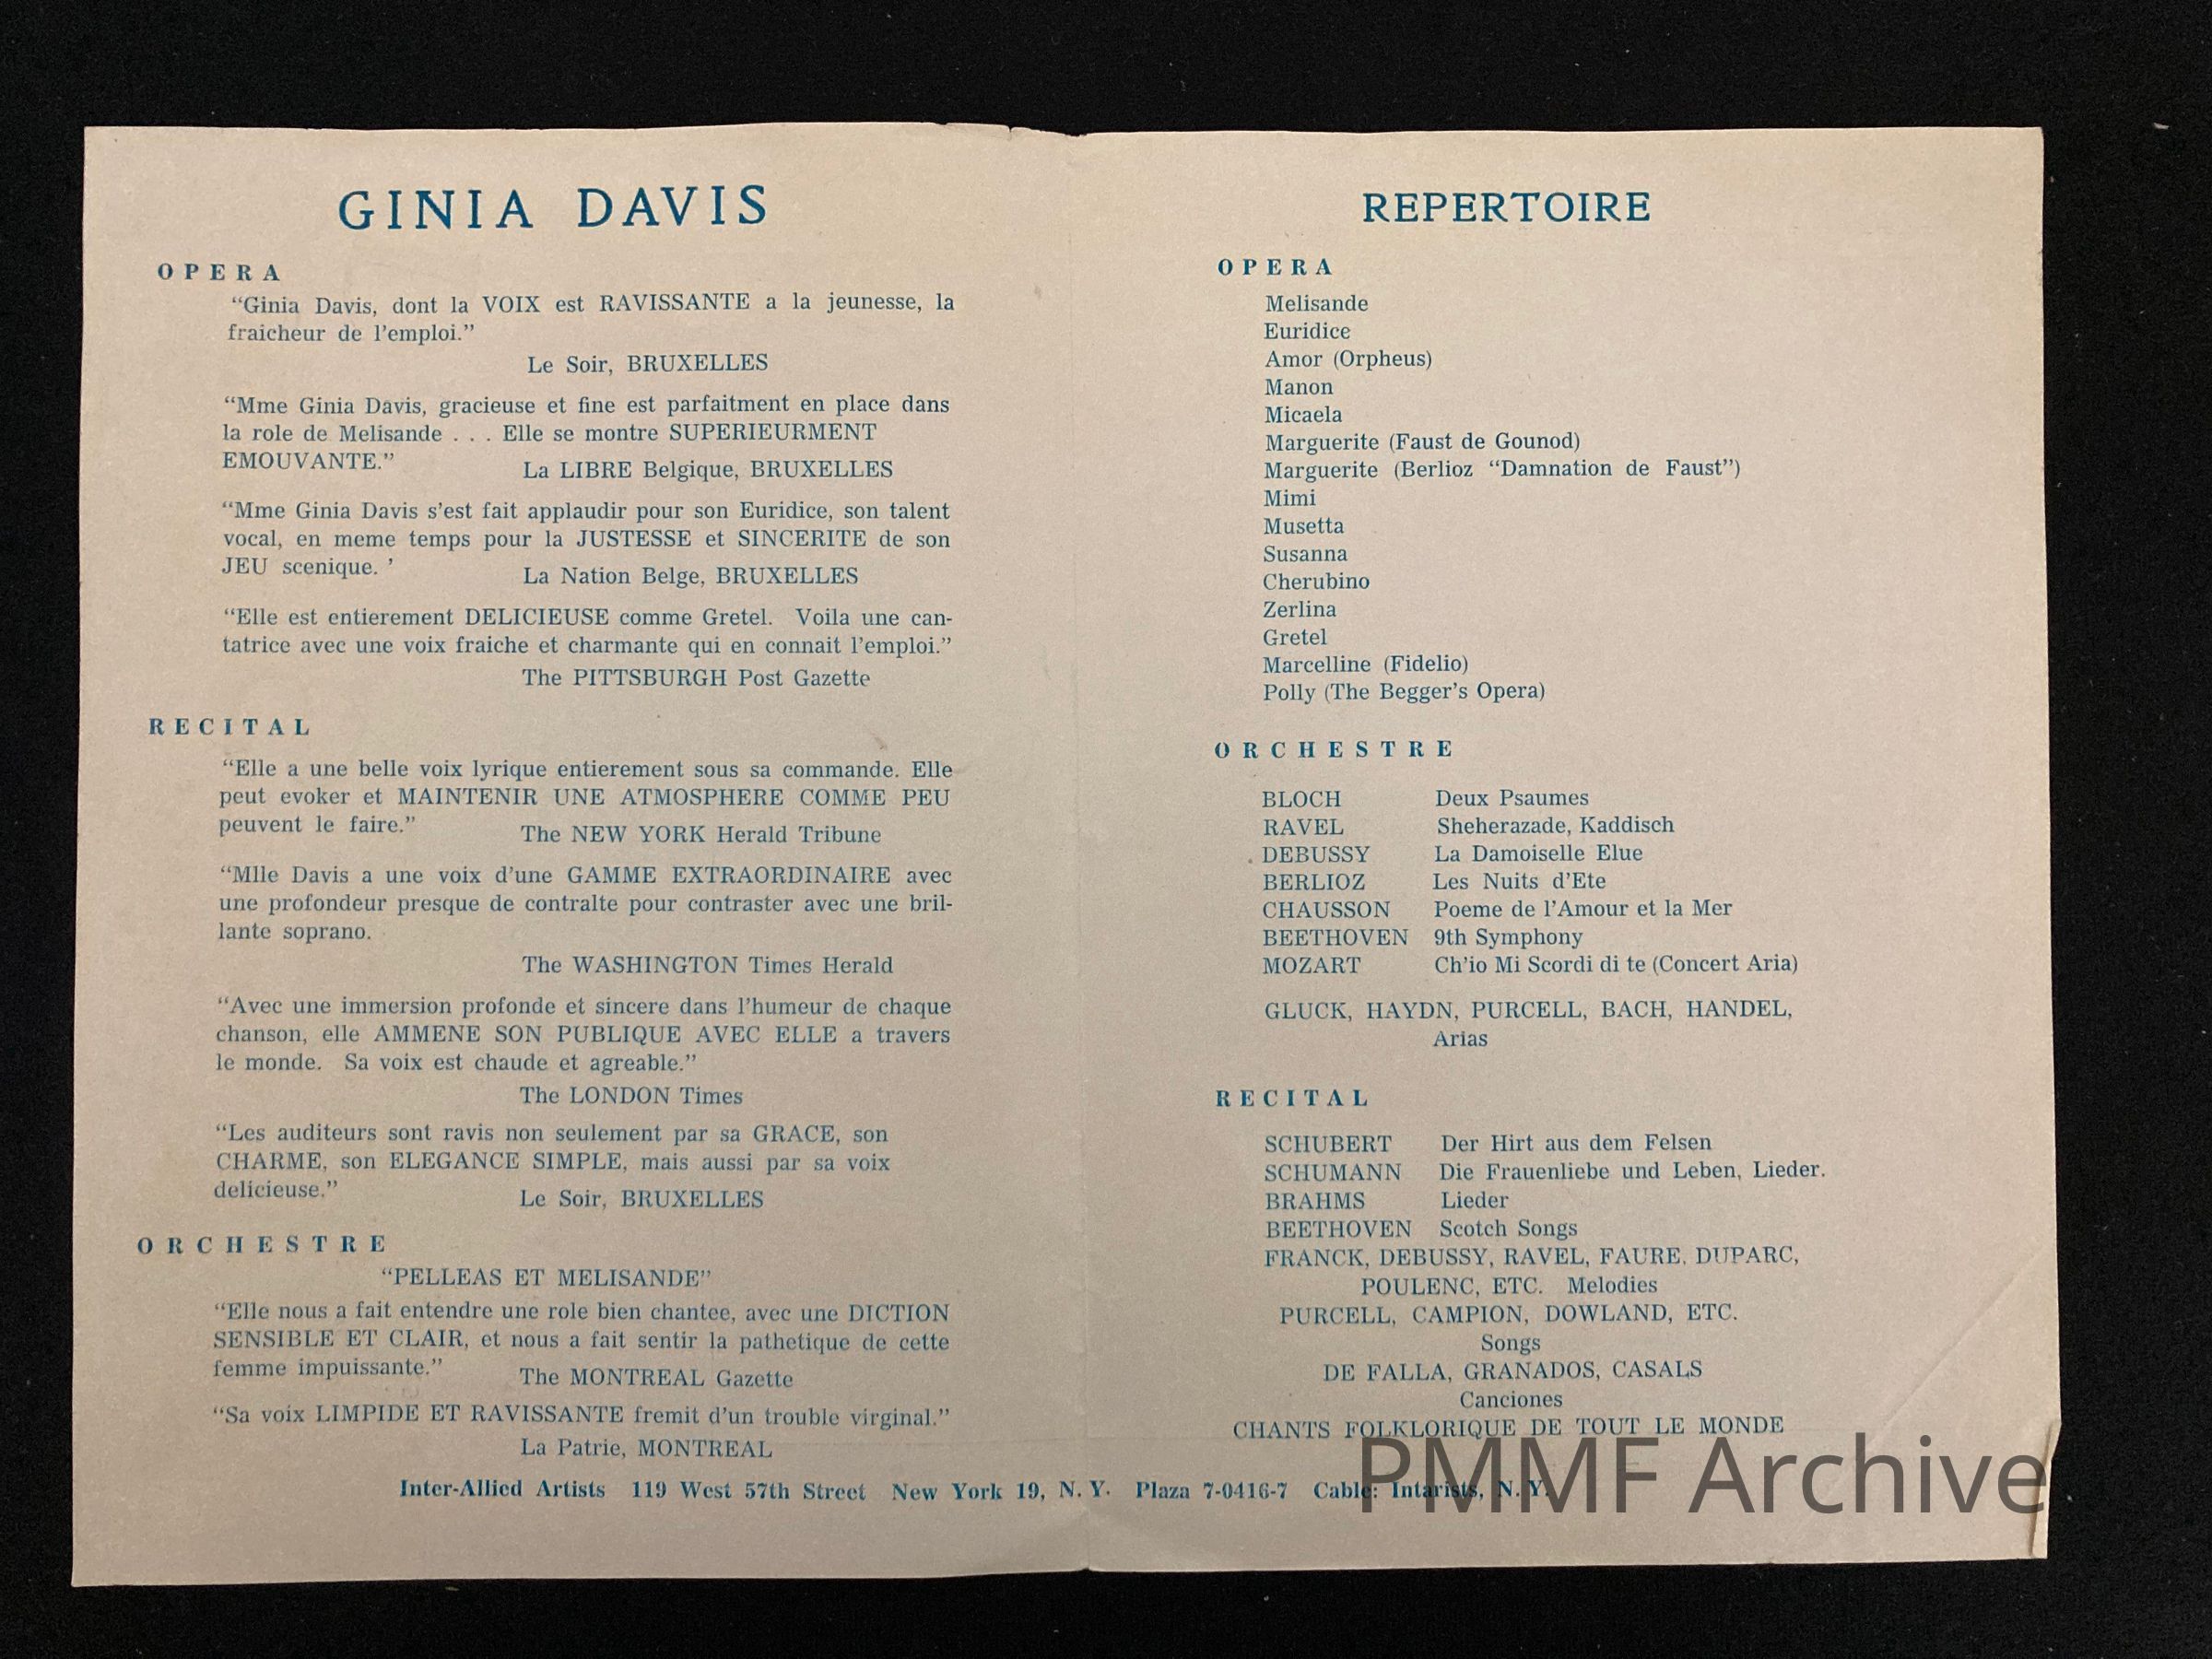 GINIA DAVIS
OPERA
“Ginia Davis, dont la VOIX est RAVISSANTE a la jeunesse, la
fraicheur de l’emploi.”
Le Soir, BRUXELLES
“Mme Ginia Davis, gracieuse et fine est parfaitment en place dans
la role de Melisande . . . Elle se montre SUPERIEURMENT
EMOUVANTE.”
La LIBRE Belgique, BRUXELLES
“Mme Ginia Davis s’est fait applaudir pour son Euridice, son talent
vocal, en meme temps pour la JUSTESSE et SINCERITE de son
JEU scenique. ’
La Nation Belge, BRUXELLES
“Elle est entierement DELICIEUSE comme Gretel. Voila une can-
tatrice avec une voix fraiche et charmante qui en connait l’emploi.”
The PITTSBURGH Post Gazette
RECITAL
“Elle a une belle voix lyrique entierement sous sa commande. Elle
peut evoker et MAINTENIR UNE ATMOSPHERE COMME PEU
peuvent le faire.”
The NEW YORK Herald Tribune
“Mlle Davis a une voix d’une GAMME EXTRAORDINAIRE avec
une profondeur presque de contralte pour contraster avec une bril-
lante soprano.
The WASHINGTON Times Herald
“Avec une immersion profonde et sincere dans l’humeur de chaque
chanson, elle AMMENE SON PUBLIQUE AVEC ELLE a travers
le monde. Sa voix est chaude et agreable.”
The LONDON Times
“Les auditeurs sont ravis non seulement par sa GRACE, son
CHARME, son ELEGANCE SIMPLE, mais aussi par sa voix
delicieuse.”
Le Soir, BRUXELLES
ORCHESTRE
“PELLEAS ET MELISANDE”
“Elle nous a fait entendre une role bien chantee, avec une DICTION
SENSIBLE ET CLAIR, et nous a fait sentir la pathetique de cette
femme impuissante.”
The MONTREAL Gazette
“Sa voix LIMPIDE ET RAVISSANTE fremit d’un trouble virginal.”
La Patrie, MONTREAL
REPERTOIRE
OPERA
Melisande
Euridice
Amor (Orpheus)
Manon
Micaela
Marguerite (Faust de Gounod)
Marguerite (Berlioz “Damnation de Faust”)
Mimi
Musetta
Susanna
Cherubino
Zerlina
Gretel
Marcelline (Fidelio)
Polly (The Begger’s Opera)
ORCHESTRE
BLOCH Deux Psaumes
RAVEL Sheherazade, Kaddisch
DEBUSSY La Damoiselle Elue
BERLIOZ Les Nuits d’Ete
CHAUSSON Poeme de l’Amour et la Mer
BEETHOVEN 9th Symphony
MOZART Ch’io Mi Scordi di te (Concert Aria)
GLUCK, HAYDN, PURCELL, BACH, HANDEL,
Arias
RECITAL
SCHUBERT Der Hirt aus dem Felsen
SCHUMANN Die Frauenliebe und Leben, Lieder.
BRAHMS Lieder
BEETHOVEN Scotch Songs
FRANCK, DEBUSSY, RAVEL, FAURE, DUPARC,
POULENC, ETC. Melodies
PURCELL, CAMPION, DOWLAND, ETC.
Songs
DE FALLA, GRANADOS, CASALS
Canciones
CHANTS FOLKLORIQUE DE TOUT LE MONDE
Inter-Allied Artists 119 West 57th Street New York 19, N. Y. Plaza 7-0416-7 Cable: Intarists, N. Y.
PMMF Archive